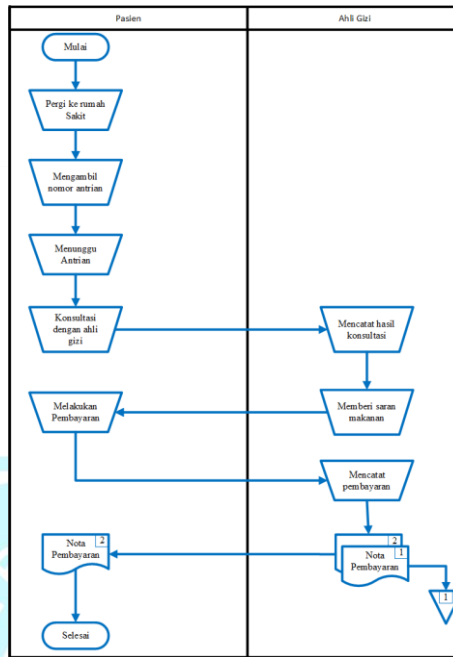 Pasien
Ahli Gizi
Mulai
Pergi ke rumah
Sakit
Mengambil
nomor antrian
Menunggu
Antrian
Konsultasi
dengan ahli
gizi
Mencatat hasil
konsultasi
Melakukan
Pembayaran
Memberi saran
makanan
Mencatat
pembayaran
Nota
Pembayaran
2
2
1
Nota
Pembayaran
1
Selesai